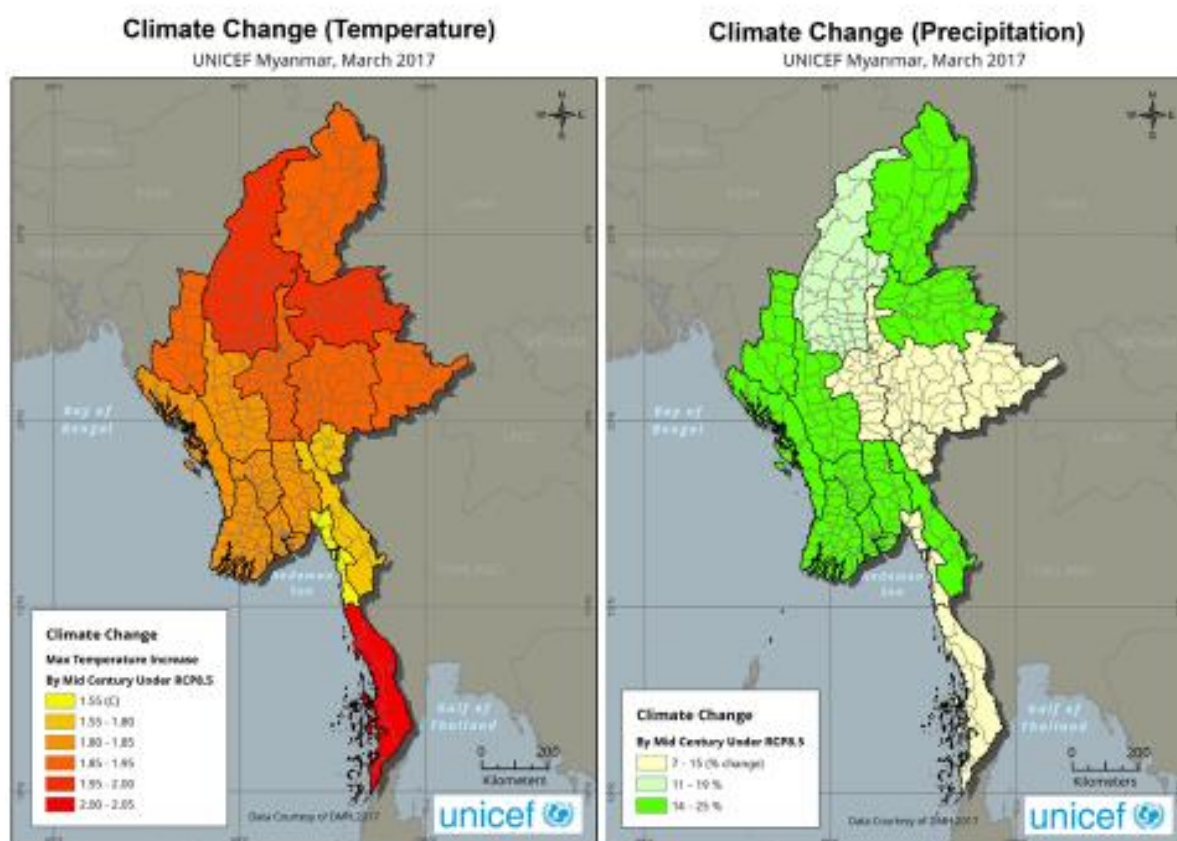 Climate Change (Temperature)
UNICEF Myanmar, March 2017
N
W E
Bay of
Bengal
Andaman
Sea
Gulf of
Thailand
Climate Change
Max Temperature Increase
By Mid Century Under RCP8.5
1.55 (C)
1.55 - 1.80
1.80 - 1.85
1.85 - 1.95
1.95 - 2.00
2.00 - 2.05
0 200
Kilometers
Data Courtesy of DMH,2017
unicef
Climate Change (Precipitation)
UNICEF Myanmar, March 2017
N
W E
Bay of
Bengal
Andaman
Sea
Gulf of
Thailand
Climate Change
By Mid Century Under RCP8.5
7 - 15 (% change)
11 - 19 %
14 - 25 %
0 200
Kilometers
Data Courtesy of DMH,2017
unicef